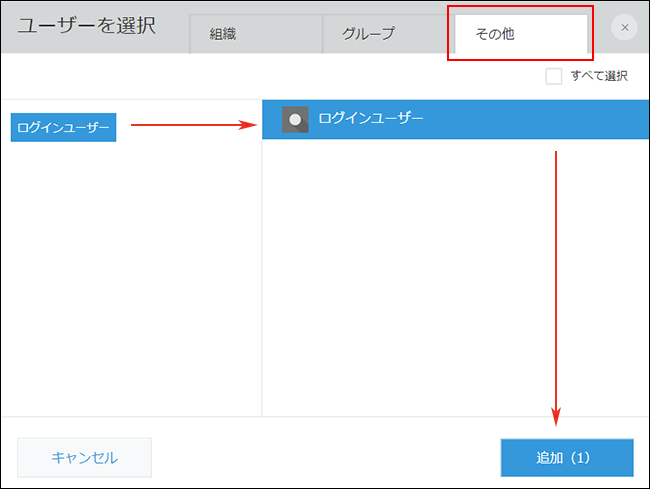 ユーザーを選択
組織
グループ
その他
×
すべて選択
ログインユーザー
ログインユーザー
キャンセル
追加（1）